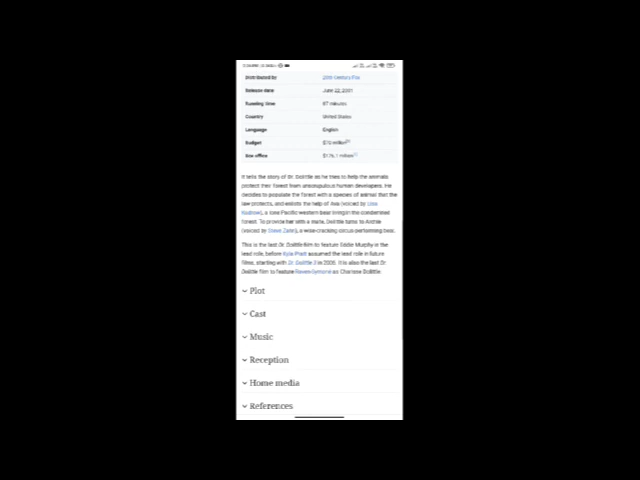 Distributed by 20th Century Fox
Release date June 22, 2001
Running time 87 minutes
Country United States
Language English
Budget $70 million
Box office $176.1 million
It tells the story of Dr. Dolittle as he tries to help the animals
protect their forest from unscrupulous human developers. He
decides to populate the forest with a species of animal that the
law protects, and enlists the help of Ava (voiced by Lisa
Kudrow), a lone Pacific western bear living in the condemned
forest. To provide her with a mate, Dolittle turns to Archie
(voiced by Steve Zahn), a wise-cracking circus-performing bear.
This is the last Dr. Dolittle film to feature Eddie Murphy in the
lead role, before Kyla Pratt assumed the lead role in future
films, starting with Dr. Dolittle 3 in 2006. It is also the last Dr.
Dolittle film to feature Raven-Symoné as Charisse Dolittle.
Plot
Cast
Music
Reception
Home media
References